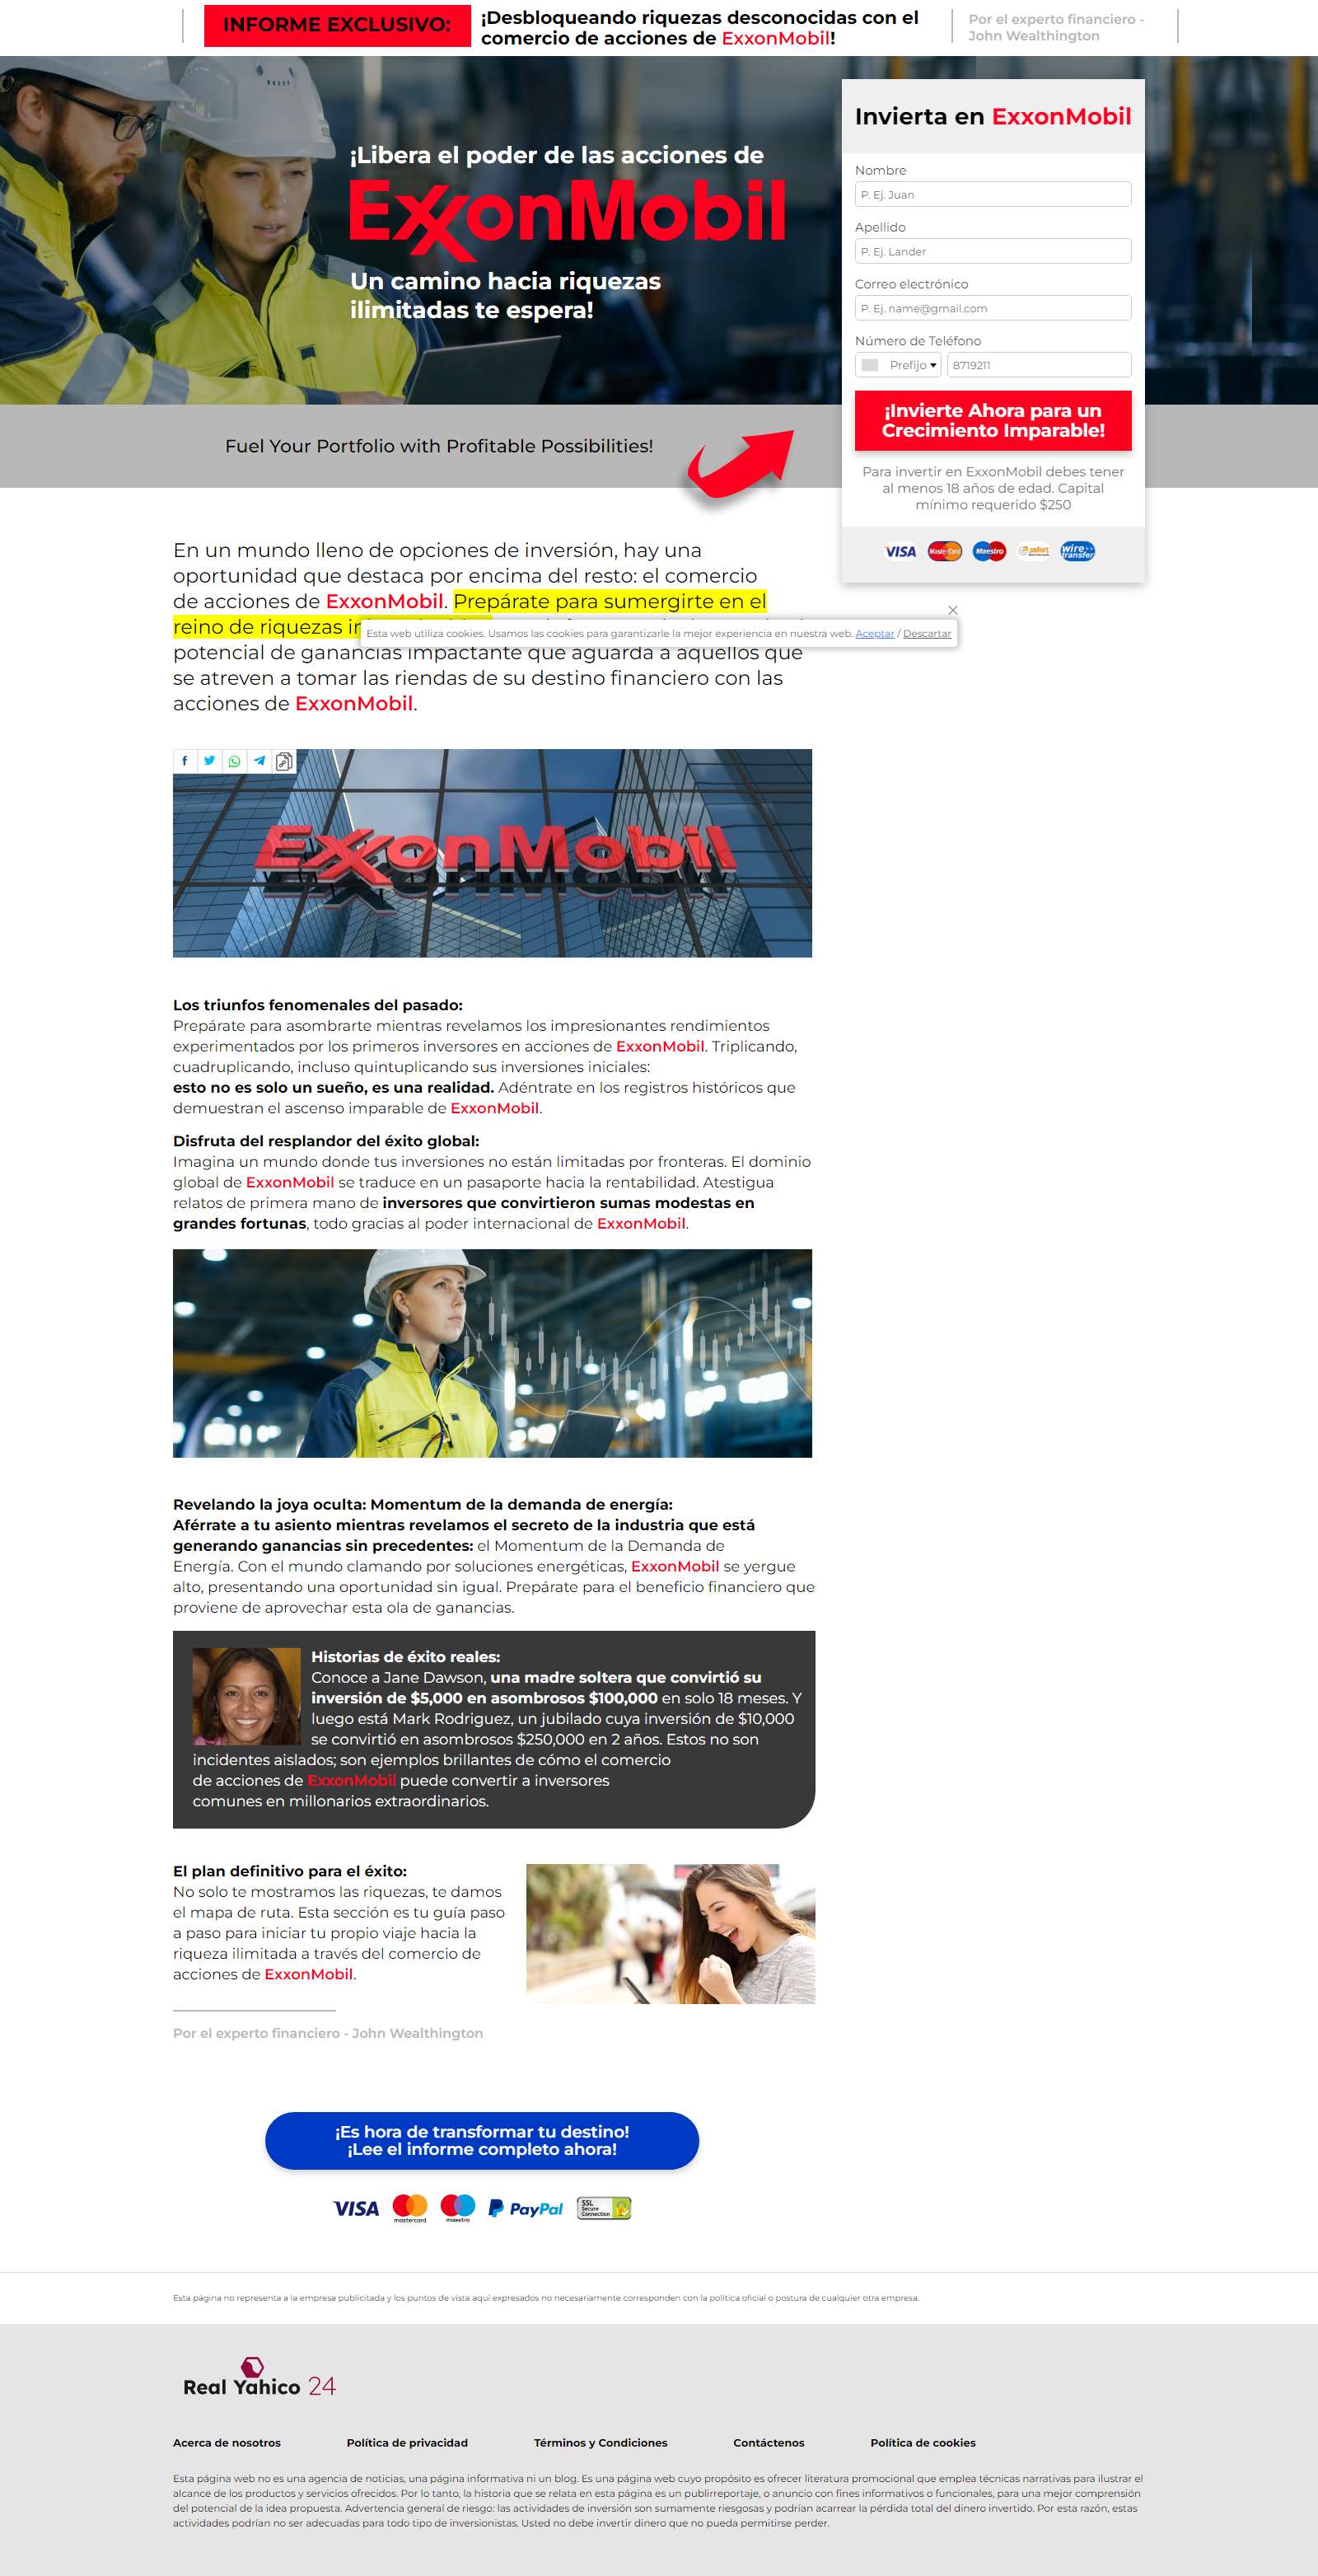 INFORME EXCLUSIVO:
¡Desbloqueando riquezas desconocidas con el
comercio de acciones de ExxonMobil!
Por el experto financiero -
John Wealthington
¡Libera el poder de las acciones de
ExxonMobil
Un camino hacia riquezas
ilimitadas te espera!
Invierta en ExxonMobil
Nombre
P. Ej. Juan
Apellido
P. Ej. Lander
Correo electrónico
P. Ej. name@gmail.com
Número de Teléfono
Prefijo 8719211
¡Invierte Ahora para un
Crecimiento Imparable!
Para invertir en ExxonMobil debes tener
al menos 18 años de edad. Capital
mínimo requerido $250
VISA MasterCard Maestro sofort wire transfer
Fuel Your Portfolio with Profitable Possibilities!
En un mundo lleno de opciones de inversión, hay una
oportunidad que destaca por encima del resto: el comercio
de acciones de ExxonMobil. Prepárate para sumergirte en el
reino de riquezas
Esta web utiliza cookies. Usamos las cookies para garantizarle la mejor experiencia en nuestra web. Aceptar / Descartar
potencial de ganancias impactante que aguarda a aquellos que
se atreven a tomar las riendas de su destino financiero con las
acciones de ExxonMobil.
ExxonMobil
Los triunfos fenomenales del pasado:
Prepárate para asombrarte mientras revelamos los impresionantes rendimientos
experimentados por los primeros inversores en acciones de ExxonMobil. Triplicando,
cuadruplicando, incluso quintuplicando sus inversiones iniciales:
esto no es solo un sueño, es una realidad. Adéntrate en los registros históricos que
demuestran el ascenso imparable de ExxonMobil.
Disfruta del resplandor del éxito global:
Imagina un mundo donde tus inversiones no están limitadas por fronteras. El dominio
global de ExxonMobil se traduce en un pasaporte hacia la rentabilidad. Atestigua
relatos de primera mano de inversores que convirtieron sumas modestas en
grandes fortunas, todo gracias al poder internacional de ExxonMobil.
Revelando la joya oculta: Momentum de la demanda de energía:
Aférrate a tu asiento mientras revelamos el secreto de la industria que está
generando ganancias sin precedentes: el Momentum de la Demanda de
Energía. Con el mundo clamando por soluciones energéticas, ExxonMobil se yergue
alto, presentando una oportunidad sin igual. Prepárate para el beneficio financiero que
proviene de aprovechar esta ola de ganancias.
Historias de éxito reales:
Conoce a Jane Dawson, una madre soltera que convirtió su
inversión de $5,000 en asombrosos $100,000 en solo 18 meses. Y
luego está Mark Rodriguez, un jubilado cuya inversión de $10,000
se convirtió en asombrosos $250,000 en 2 años. Estos no son
incidentes aislados; son ejemplos brillantes de cómo el comercio
de acciones de ExxonMobil puede convertir a inversores
comunes en millonarios extraordinarios.
El plan definitivo para el éxito:
No solo te mostramos las riquezas, te damos
el mapa de ruta. Esta sección es tu guía paso
a paso para iniciar tu propio viaje hacia la
riqueza ilimitada a través del comercio de
acciones de ExxonMobil.
Por el experto financiero - John Wealthington
¡Es hora de transformar tu destino!
¡Lee el informe completo ahora!
VISA mastercard maestro PayPal SSL Secure Connection
Esta página no representa a la empresa publicitada y los puntos de vista aquí expresados no necesariamente corresponden con la política oficial o postura de cualquier otra empresa.
Real Yahico 24
Acerca de nosotros Política de privacidad Términos y Condiciones Contáctenos Política de cookies
Esta página web no es una agencia de noticias, una página informativa ni un blog. Es una página web cuyo propósito es ofrecer literatura promocional que emplea técnicas narrativas para ilustrar el
alcance de los productos y servicios ofrecidos. Por lo tanto, la historia que se relata en esta página es un publirreportaje, o anuncio con fines informativos o funcionales, para una mejor comprensión
del potencial de la idea propuesta. Advertencia general de riesgo: las actividades de inversión son sumamente riesgosas y podrían acarrear la pérdida total del dinero invertido. Por esta razón, estas
actividades podrían no ser adecuadas para todo tipo de inversionistas. Usted no debe invertir dinero que no pueda permitirse perder.